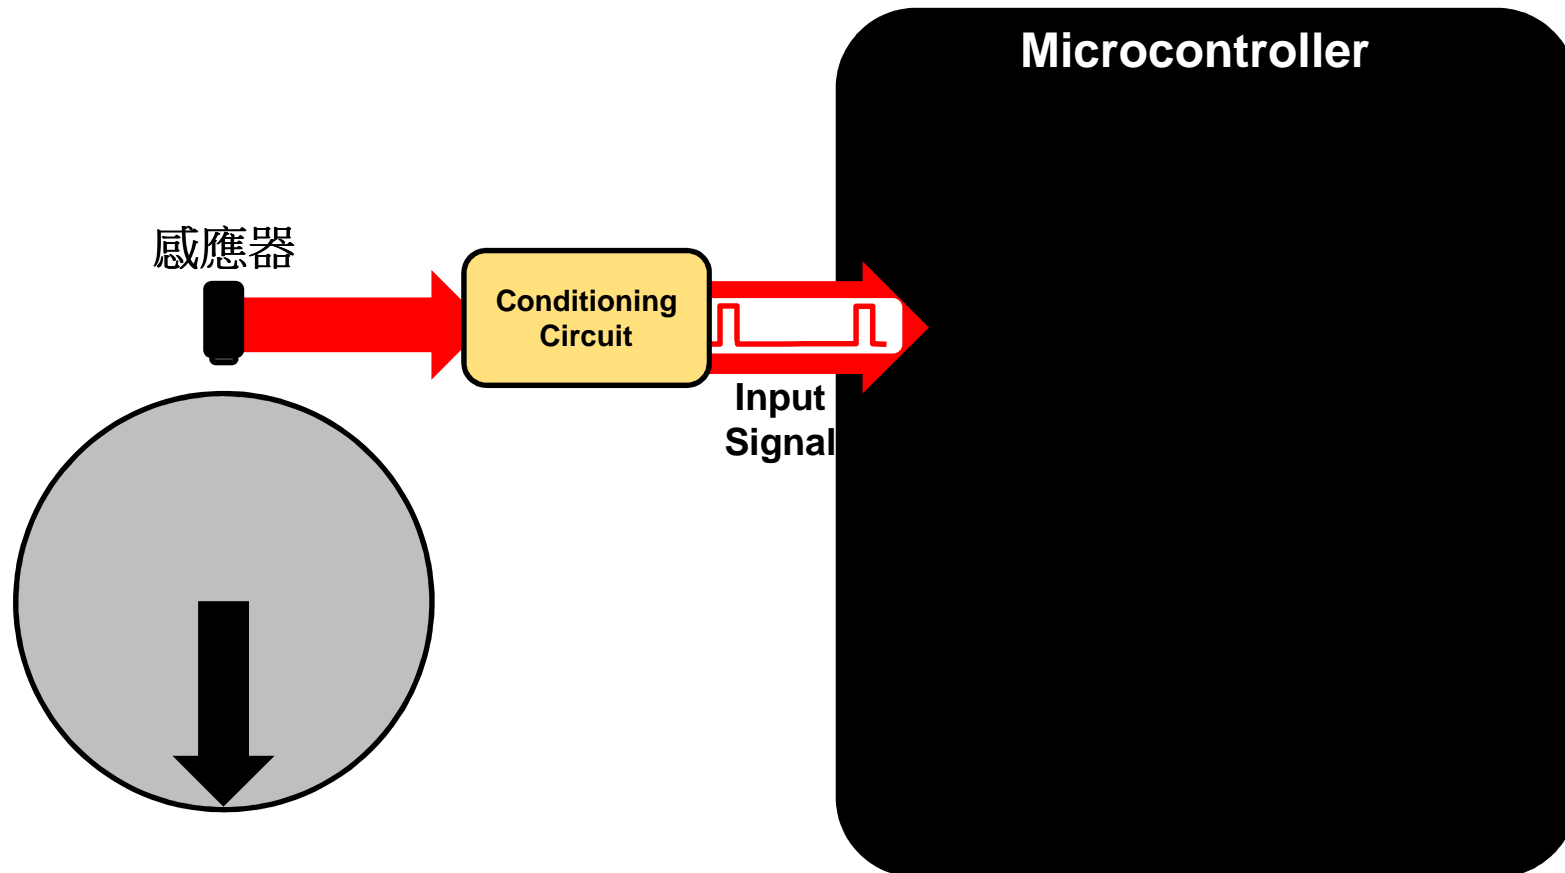 Microcontroller
感應器
Conditioning
Circuit
Input
Signal